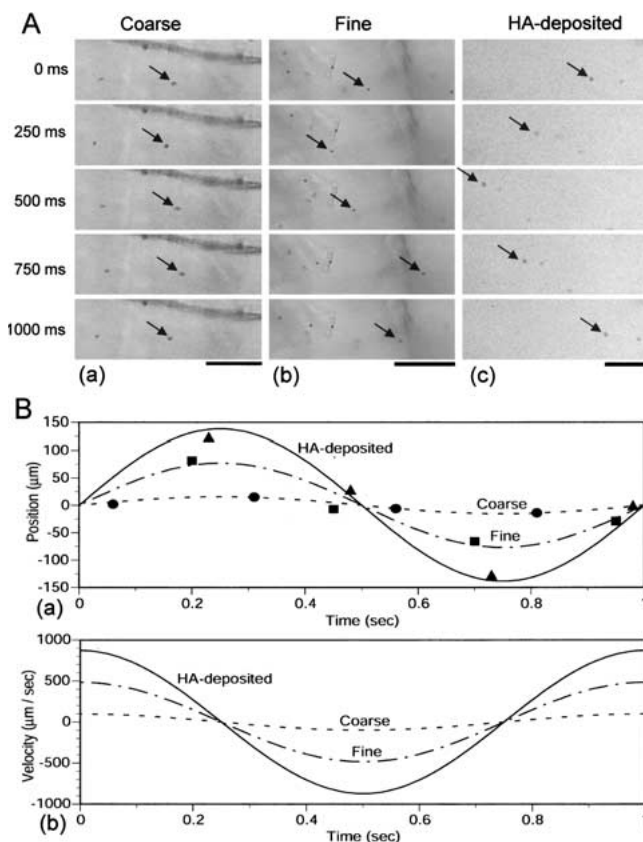 A
Coarse
Fine
HA-deposited
0 ms
250 ms
500 ms
750 ms
1000 ms
(a)
(b)
(c)
B
150
100
50
0
-50
-100
-150
Position (µm)
HA-deposited
Coarse
Fine
0
0.2
0.4
0.6
0.8
(a)
Time (sec)
1000
500
0
-500
-1000
Velocity (µm / sec)
HA-deposited
Coarse
Fine
0
0.2
0.4
0.6
0.8
(b)
Time (sec)